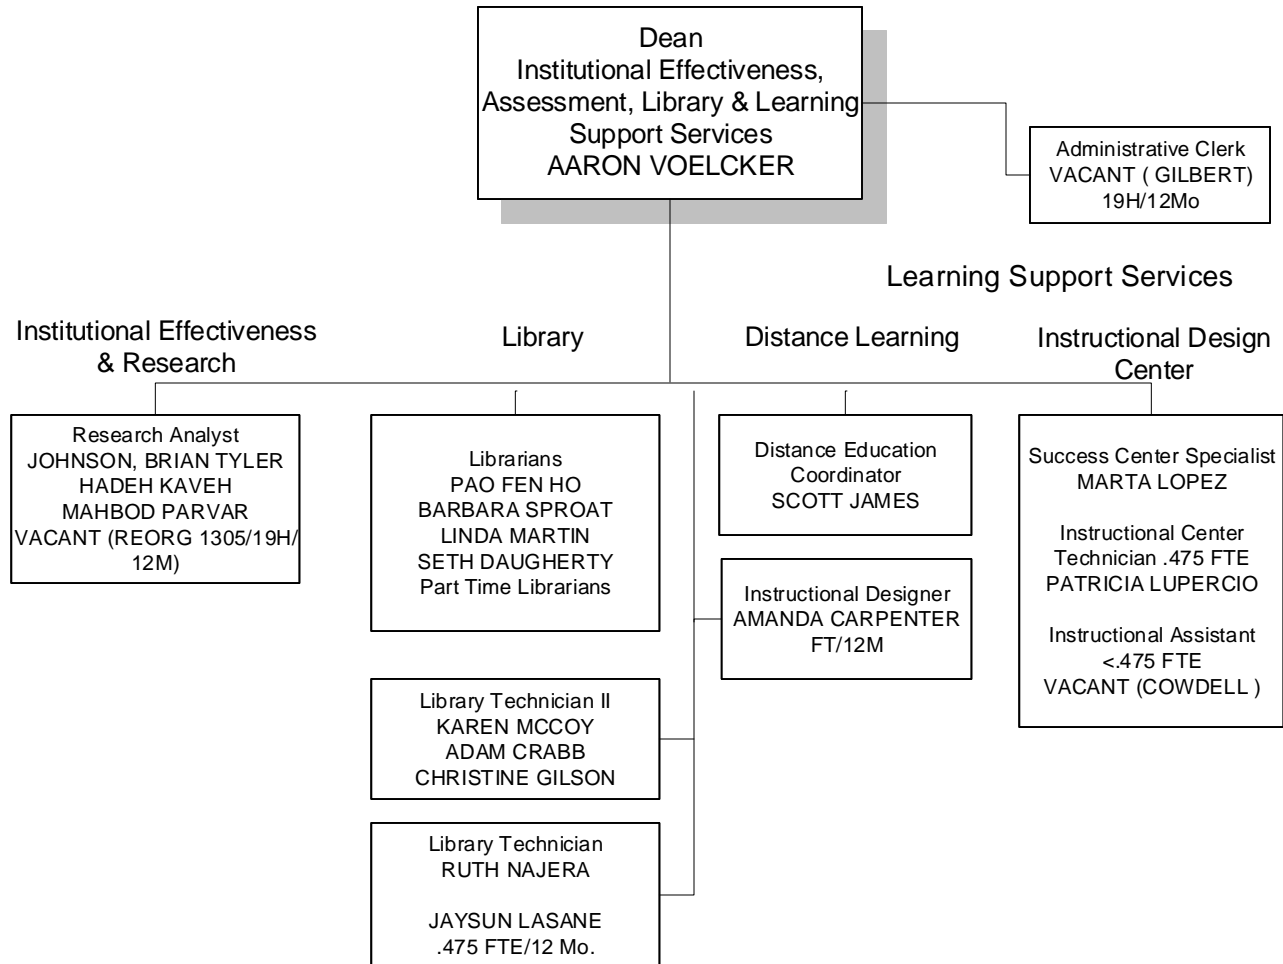 Dean
Institutional Effectiveness,
Assessment, Library & Learning
Support Services
AARON VOELCKER
Administrative Clerk
VACANT ( GILBERT)
19H/12Mo
Learning Support Services
Institutional Effectiveness
& Research
Library
Distance Learning
Instructional Design
Center
Research Analyst
JOHNSON, BRIAN TYLER
HADEH KAVEH
MAHBOD PARVAR
VACANT (REORG 1305/19H/
12M)
Librarians
PAO FEN HO
BARBARA SPROAT
LINDA MARTIN
SETH DAUGHERTY
Part Time Librarians
Library Technician II
KAREN MCCOY
ADAM CRABB
CHRISTINE GILSON
Library Technician
RUTH NAJERA
JAYSUN LASANE
.475 FTE/12 Mo.
Distance Education
Coordinator
SCOTT JAMES
Instructional Designer
AMANDA CARPENTER
FT/12M
Success Center Specialist
MARTA LOPEZ
Instructional Center
Technician .475 FTE
PATRICIA LUPERCIO
Instructional Assistant
<.475 FTE
VACANT (COWDELL )